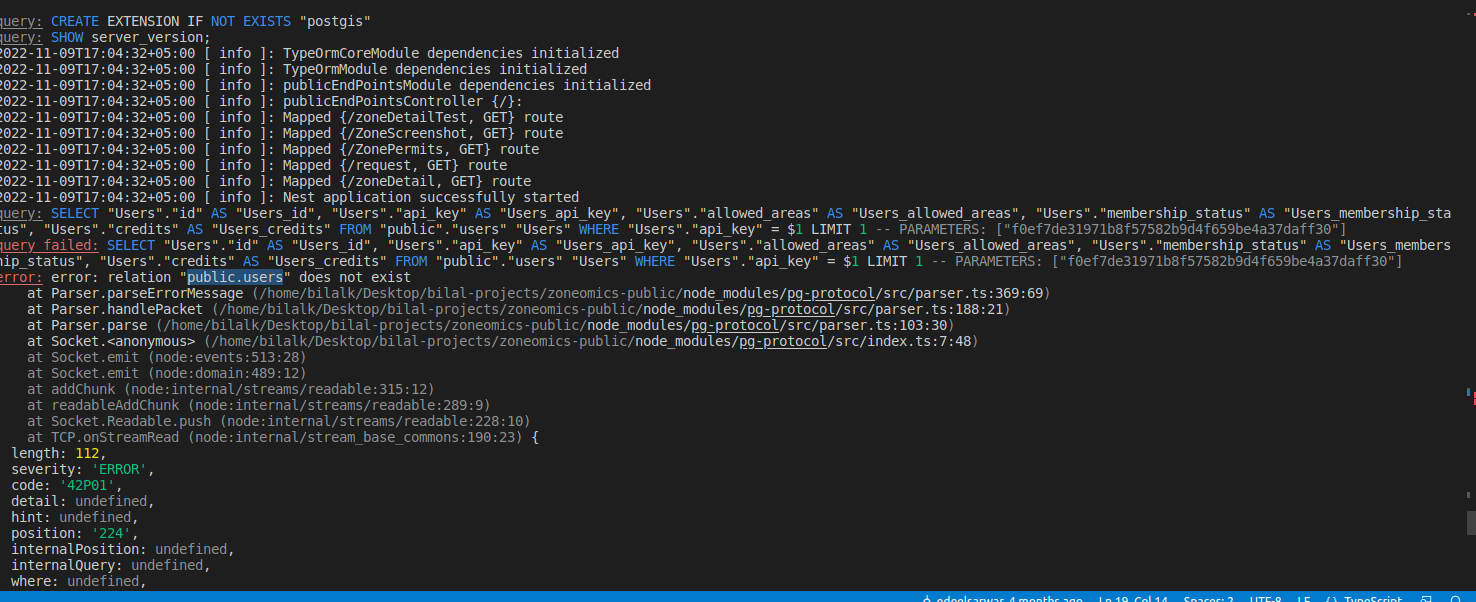 query: CREATE EXTENSION IF NOT EXISTS "postgis"
query: SHOW server_version;
2022-11-09T17:04:32+05:00 [ info ]: TypeOrmCoreModule dependencies initialized
2022-11-09T17:04:32+05:00 [ info ]: TypeOrmModule dependencies initialized
2022-11-09T17:04:32+05:00 [ info ]: publicEndPointsModule dependencies initialized
2022-11-09T17:04:32+05:00 [ info ]: publicEndPointsController {/}:
2022-11-09T17:04:32+05:00 [ info ]: Mapped {/zoneDetailTest, GET} route
2022-11-09T17:04:32+05:00 [ info ]: Mapped {/ZoneScreenshot, GET} route
2022-11-09T17:04:32+05:00 [ info ]: Mapped {/ZonePermits, GET} route
2022-11-09T17:04:32+05:00 [ info ]: Mapped {/request, GET} route
2022-11-09T17:04:32+05:00 [ info ]: Mapped {/zoneDetail, GET} route
2022-11-09T17:04:32+05:00 [ info ]: Nest application successfully started
query: SELECT "Users"."id" AS "Users_id", "Users"."api_key" AS "Users_api_key", "Users"."allowed_areas" AS "Users_allowed_areas", "Users"."membership_status" AS "Users_membership_sta
tus", "Users"."credits" AS "Users_credits" FROM "public"."users" "Users" WHERE "Users"."api_key" = $1 LIMIT 1 -- PARAMETERS: ["f0ef7de31971b8f57582b9d4f659be4a37daff30"]
query failed: SELECT "Users"."id" AS "Users_id", "Users"."api_key" AS "Users_api_key", "Users"."allowed_areas" AS "Users_allowed_areas", "Users"."membership_status" AS "Users_members
hip_status", "Users"."credits" AS "Users_credits" FROM "public"."users" "Users" WHERE "Users"."api_key" = $1 LIMIT 1 -- PARAMETERS: ["f0ef7de31971b8f57582b9d4f659be4a37daff30"]
error: error: relation "public.users" does not exist
at Parser.parseErrorMessage (/home/bilalk/Desktop/bilal-projects/zoneomics-public/node_modules/pg-protocol/src/parser.ts:369:69)
at Parser.handlePacket (/home/bilalk/Desktop/bilal-projects/zoneomics-public/node_modules/pg-protocol/src/parser.ts:188:21)
at Parser.parse (/home/bilalk/Desktop/bilal-projects/zoneomics-public/node_modules/pg-protocol/src/parser.ts:103:30)
at Socket.<anonymous> (/home/bilalk/Desktop/bilal-projects/zoneomics-public/node_modules/pg-protocol/src/index.ts:7:48)
at Socket.emit (node:events:513:28)
at Socket.emit (node:domain:489:12)
at addChunk (node:internal/streams/readable:315:12)
at readableAddChunk (node:internal/streams/readable:289:9)
at Socket.Readable.push (node:internal/streams/readable:228:10)
at TCP.onStreamRead (node:internal/stream_base_commons:190:23) {
length: 112,
severity: 'ERROR',
code: '42P01',
detail: undefined,
hint: undefined,
position: '224',
internalPosition: undefined,
internalQuery: undefined,
where: undefined,
edeelsarwar, 4 months ago Ln 19, Col 14 Spaces: 2 UTF-8 LF {} TypeScript